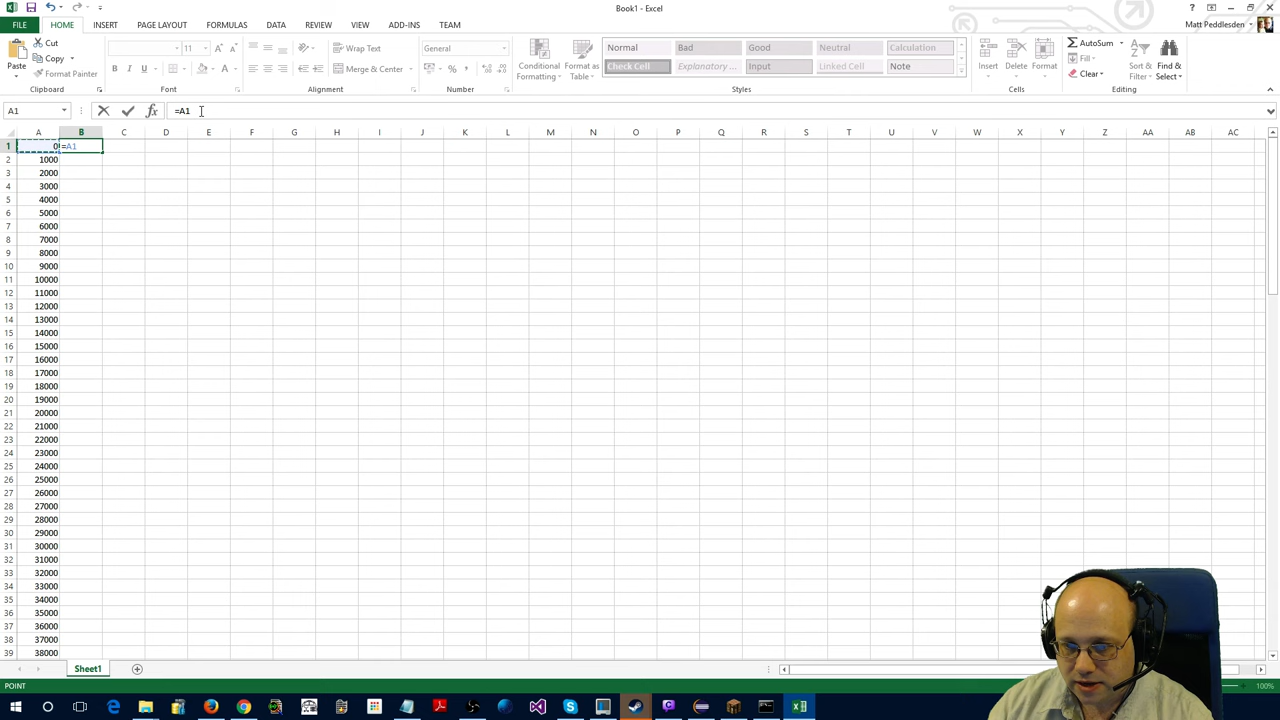 Book1 - Excel
FILE HOME INSERT PAGE LAYOUT FORMULAS DATA REVIEW VIEW ADD-INS TEAM
Matt Peddlesden
Paste
Cut
Copy
Format Painter
Clipboard
11
B I U
Font
Wrap Text
Merge & Center
Alignment
General
Number
Conditional Formatting
Format as Table
Normal Bad Good Neutral Calculation
Check Cell Explanatory ... Input Linked Cell Note
Styles
Insert Delete Format
Cells
AutoSum
Fill
Clear
Sort & Filter
Find & Select
Editing
A1 fx =A1
A B C D E F G H I J K L M N O P Q R S T U V W X Y Z AA AB AC
1 0 =A1
2 1000
3 2000
4 3000
5 4000
6 5000
7 6000
8 7000
9 8000
10 9000
11 10000
12 11000
13 12000
14 13000
15 14000
16 15000
17 16000
18 17000
19 18000
20 19000
21 20000
22 21000
23 22000
24 23000
25 24000
26 25000
27 26000
28 27000
29 28000
30 29000
31 30000
32 31000
33 32000
34 33000
35 34000
36 35000
37 36000
38 37000
39 38000
Sheet1
POINT
100%